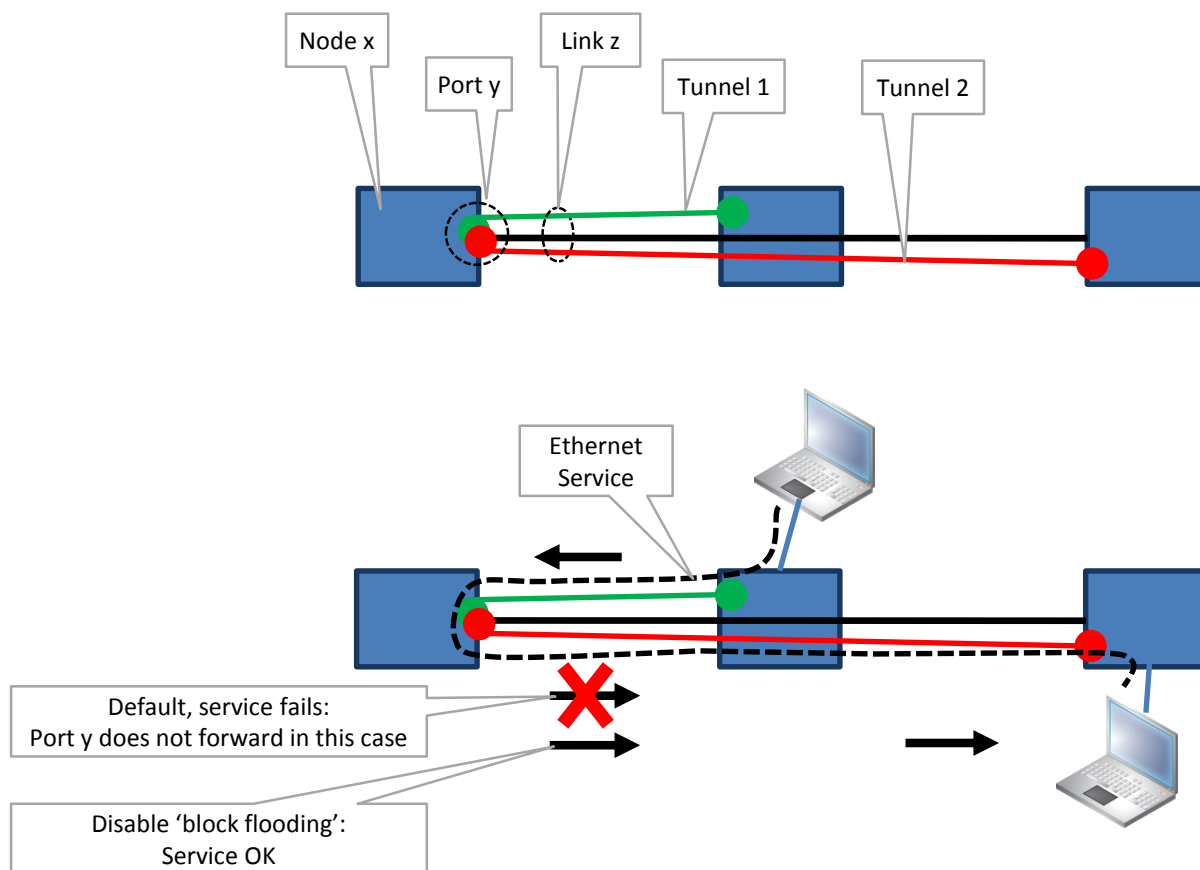 Node x
Link z
Port y
Tunnel 1
Tunnel 2
Ethernet
Service
Default, service fails:
Port y does not forward in this case
Disable ‘block flooding’:
Service OK